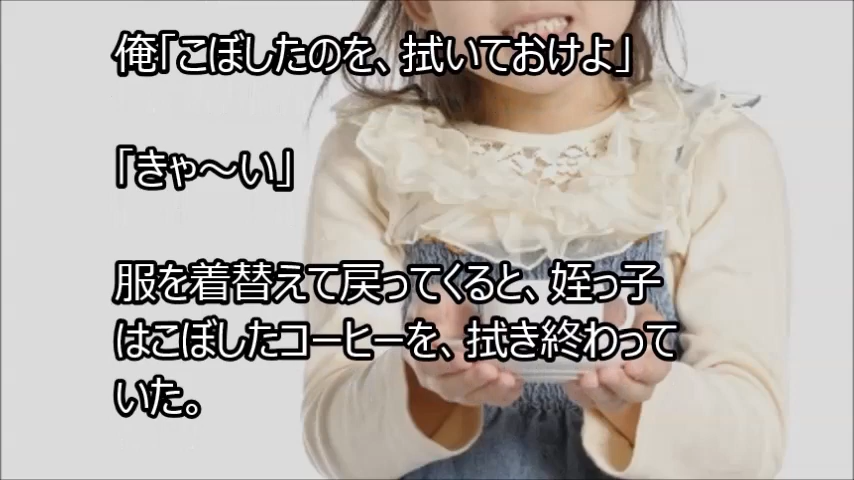 俺「こぼしたのを、拭いておけよ」
「きゃ～い」
服を着替えて戻ってくると、姪っ子
はこぼしたコーヒーを、拭き終わって
いた。